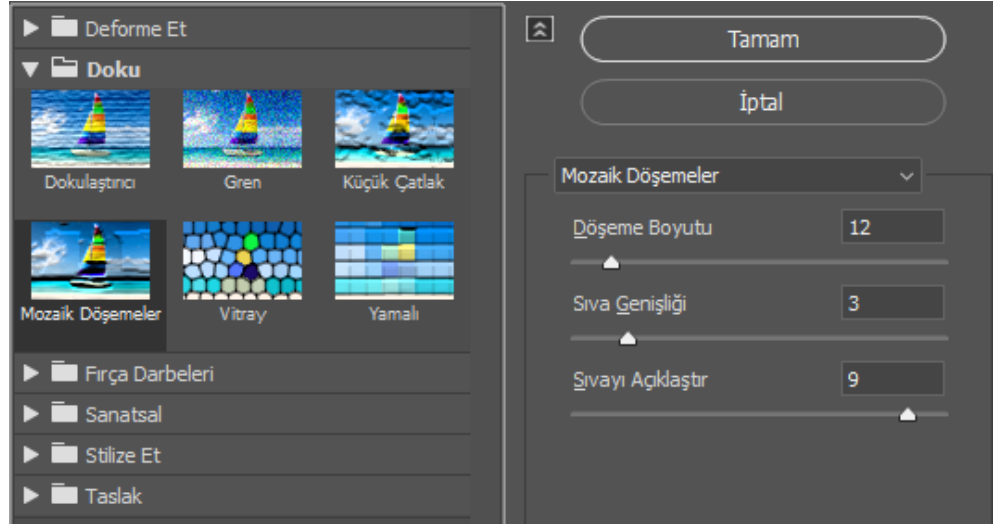 Deforme Et
Doku
Dokulaştırıcı
Gren
Küçük Çatlak
Mozaik Döşemeler
Vitray
Yamalı
Fırça Darbeleri
Sanatsal
Stilize Et
Taslak
Tamam
İptal
Mozaik Döşemeler
Döşeme Boyutu 12
Sıva Genişliği 3
Sıvayı Açıklaştır 9